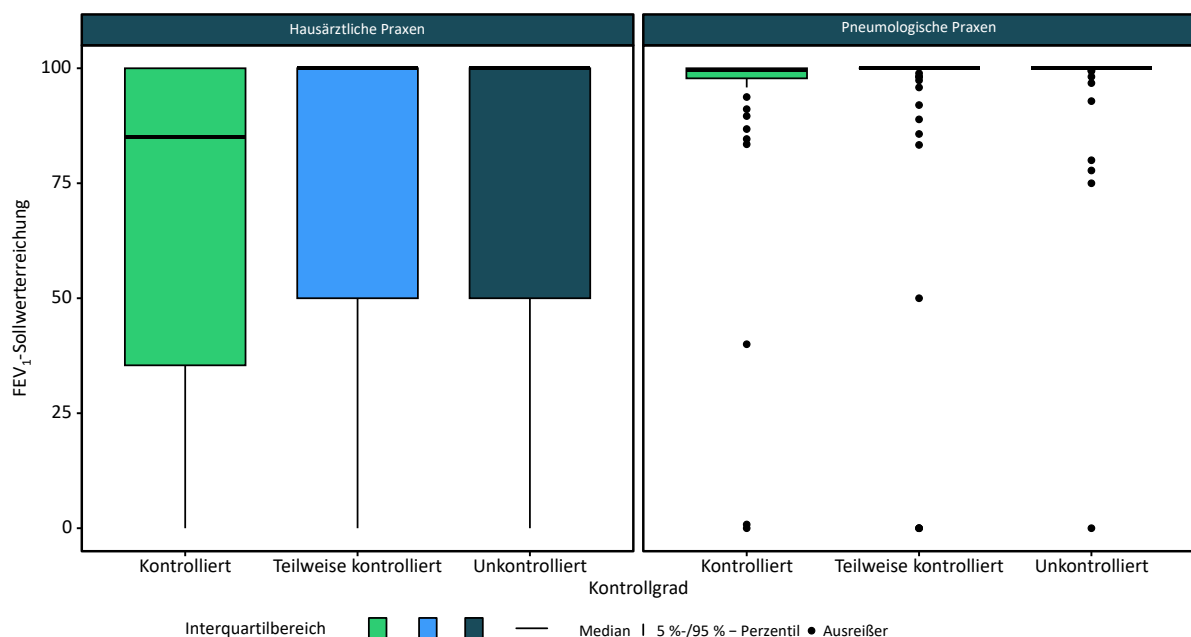 Hausärztliche Praxen
Pneumologische Praxen
FEV₁-Sollwerterreichung
100
75
50
25
0
Kontrolliert Teilweise kontrolliert Unkontrolliert
Kontrolliert Teilweise kontrolliert Unkontrolliert
Kontrollgrad
Interquartilbereich Median 5 %-/95 % – Perzentil Ausreißer